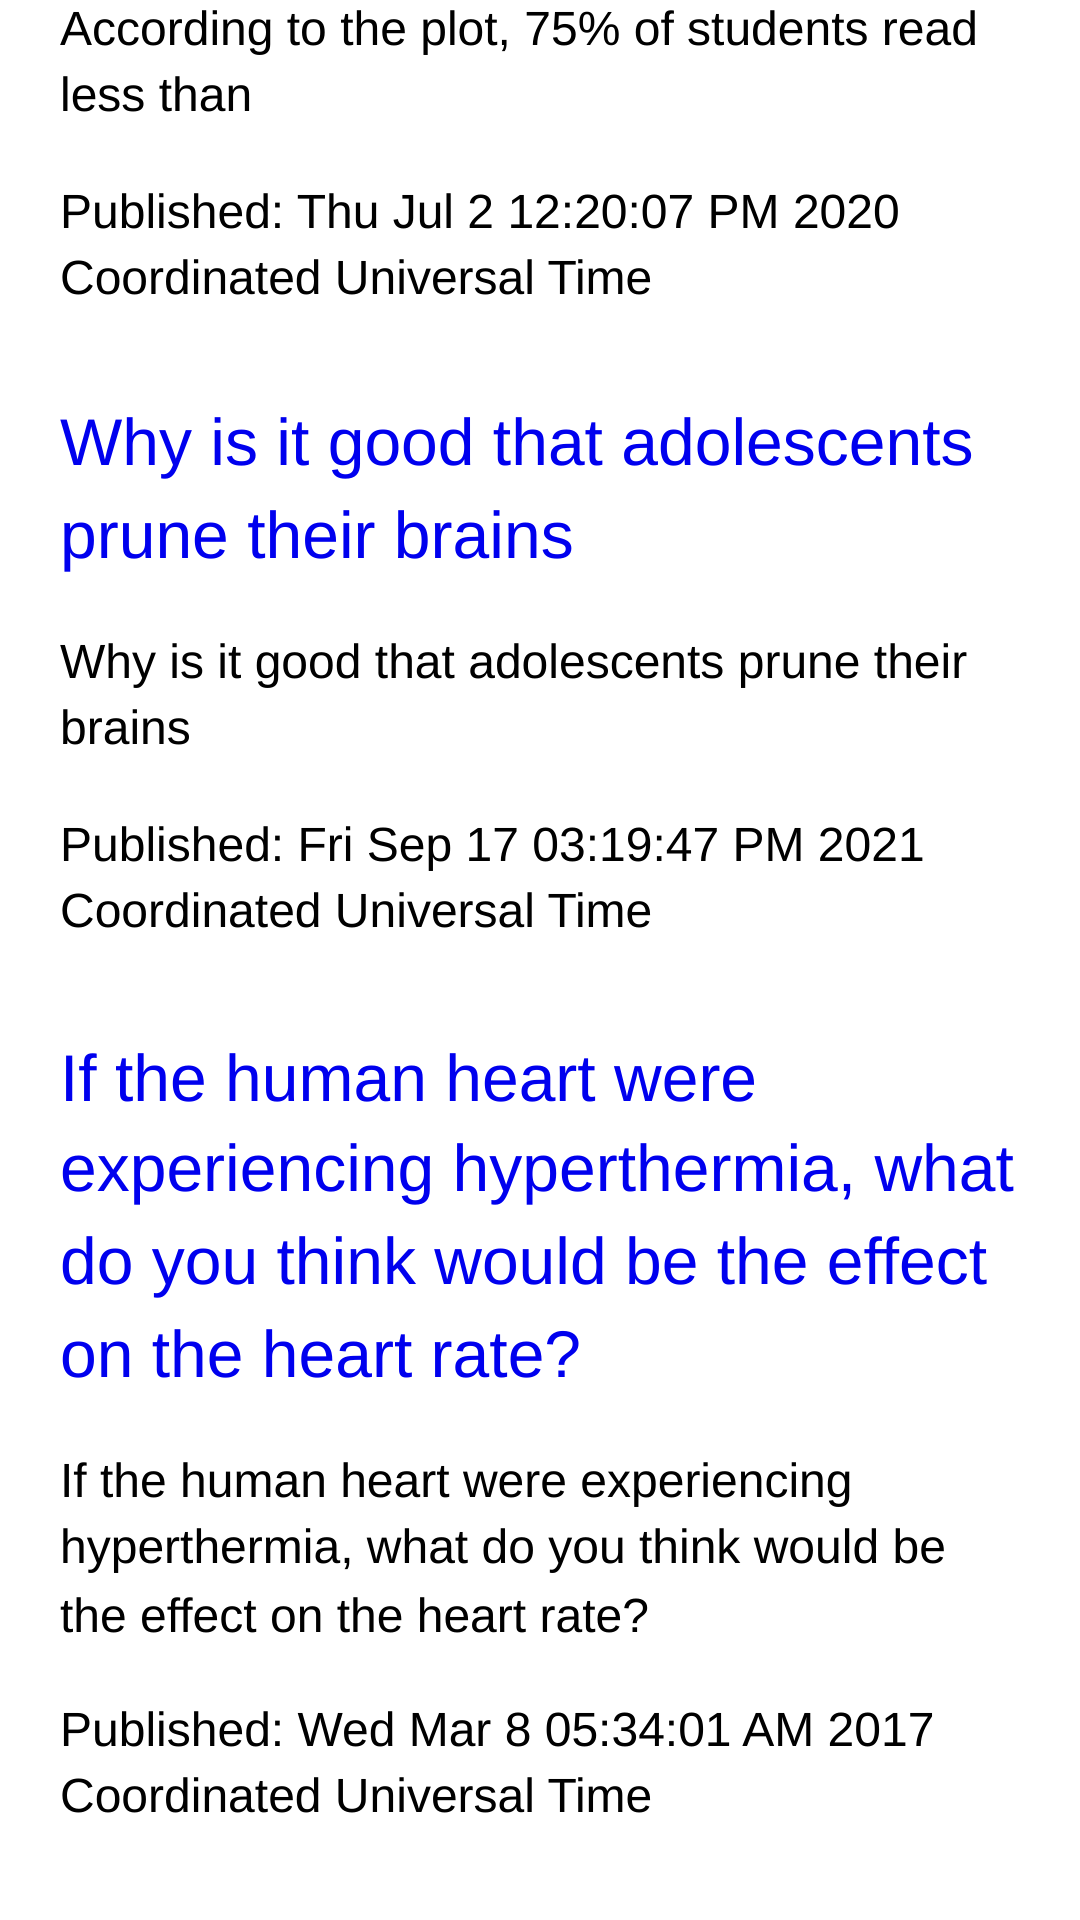 According to the plot, 75% of students read
less than
Published: Thu Jul 2 12:20:07 PM 2020
Coordinated Universal Time
Why is it good that adolescents
prune their brains
Why is it good that adolescents prune their
brains
Published: Fri Sep 17 03:19:47 PM 2021
Coordinated Universal Time
If the human heart were
experiencing hyperthermia, what
do you think would be the effect
on the heart rate?
If the human heart were experiencing
hyperthermia, what do you think would be
the effect on the heart rate?
Published: Wed Mar 8 05:34:01 AM 2017
Coordinated Universal Time